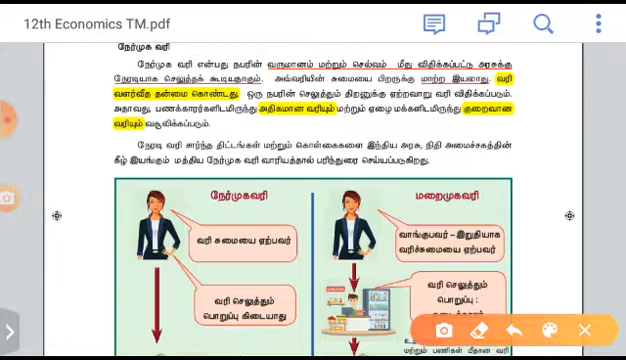 12th Economics TM.pdf
நேர்முக வரி
நேர்முக வரி என்பது நபரின் வருமானம் மற்றும் செல்வம் மீது விதிக்கப்பட்டு அரசுக்கு
நேரடியாக செலுத்தக் கூடியதாகும். அவ்வரியின் சுமையை பிறருக்கு மாற்ற இயலாது. வரி
வளர்வீத தன்மை கொண்டது. ஒரு நபரின் செலுத்தும் திறனுக்கு ஏற்றவாறு வரி விதிக்கப்படும்.
அதாவது, பணக்காரர்களிடமிருந்து அதிகமான வரியும் மற்றும் ஏழை மக்களிடமிருந்து குறைவான
வரியும் வசூலிக்கப்படும்.
நேரடி வரி சார்ந்த திட்டங்கள் மற்றும் கொள்கைகளை இந்திய அரசு, நிதி அமைச்சகத்தின்
கீழ் இயங்கும் மத்திய நேர்முக வரி வாரியத்தால் பரிந்துரை செய்யப்படுகிறது.
நேர்முகவரி
வரி சுமையை ஏற்பவர்
வரி செலுத்தும்
பொறுப்பு கிடையாது
மறைமுகவரி
வாங்குபவர் – இறுதியாக
வரிச்சுமையை ஏற்பவர்
வரி செலுத்தும்
பொறுப்பு :
மற்றும் பணிகள் மீதான வரி